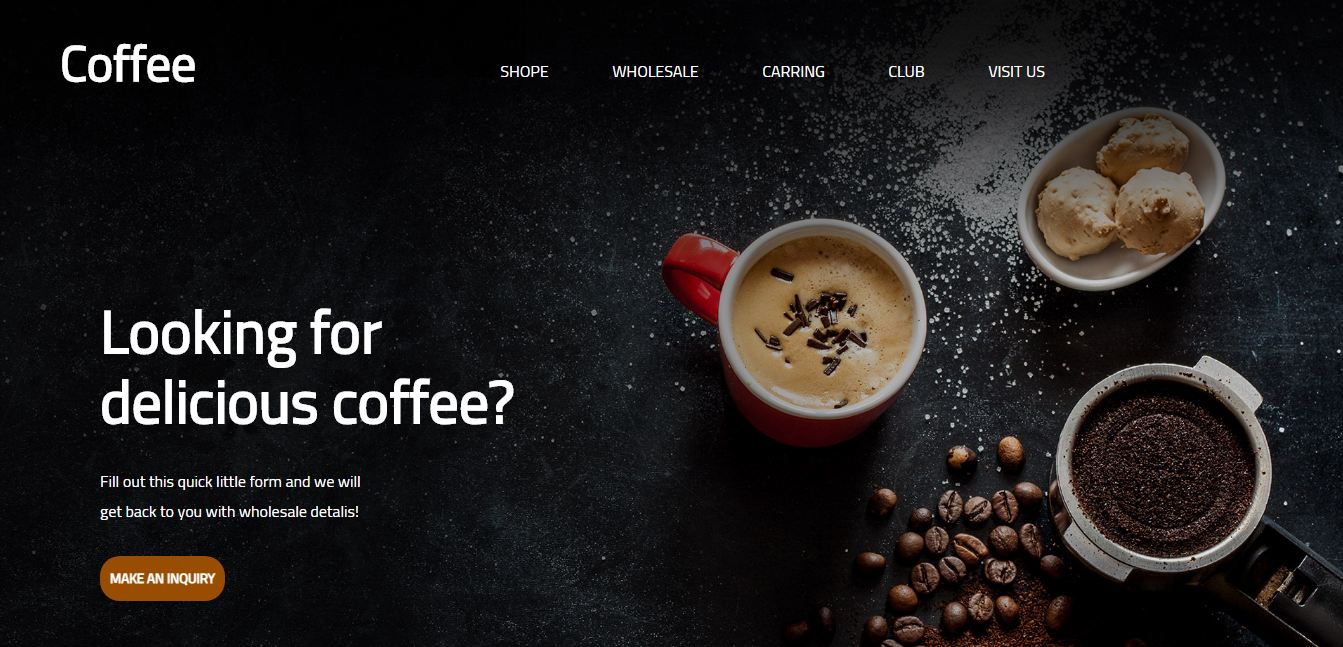 Coffee
SHOPE WHOLESALE CARRING CLUB VISIT US
Looking for
delicious coffee?
Fill out this quick little form and we will
get back to you with wholesale detalis!
MAKE AN INQUIRY